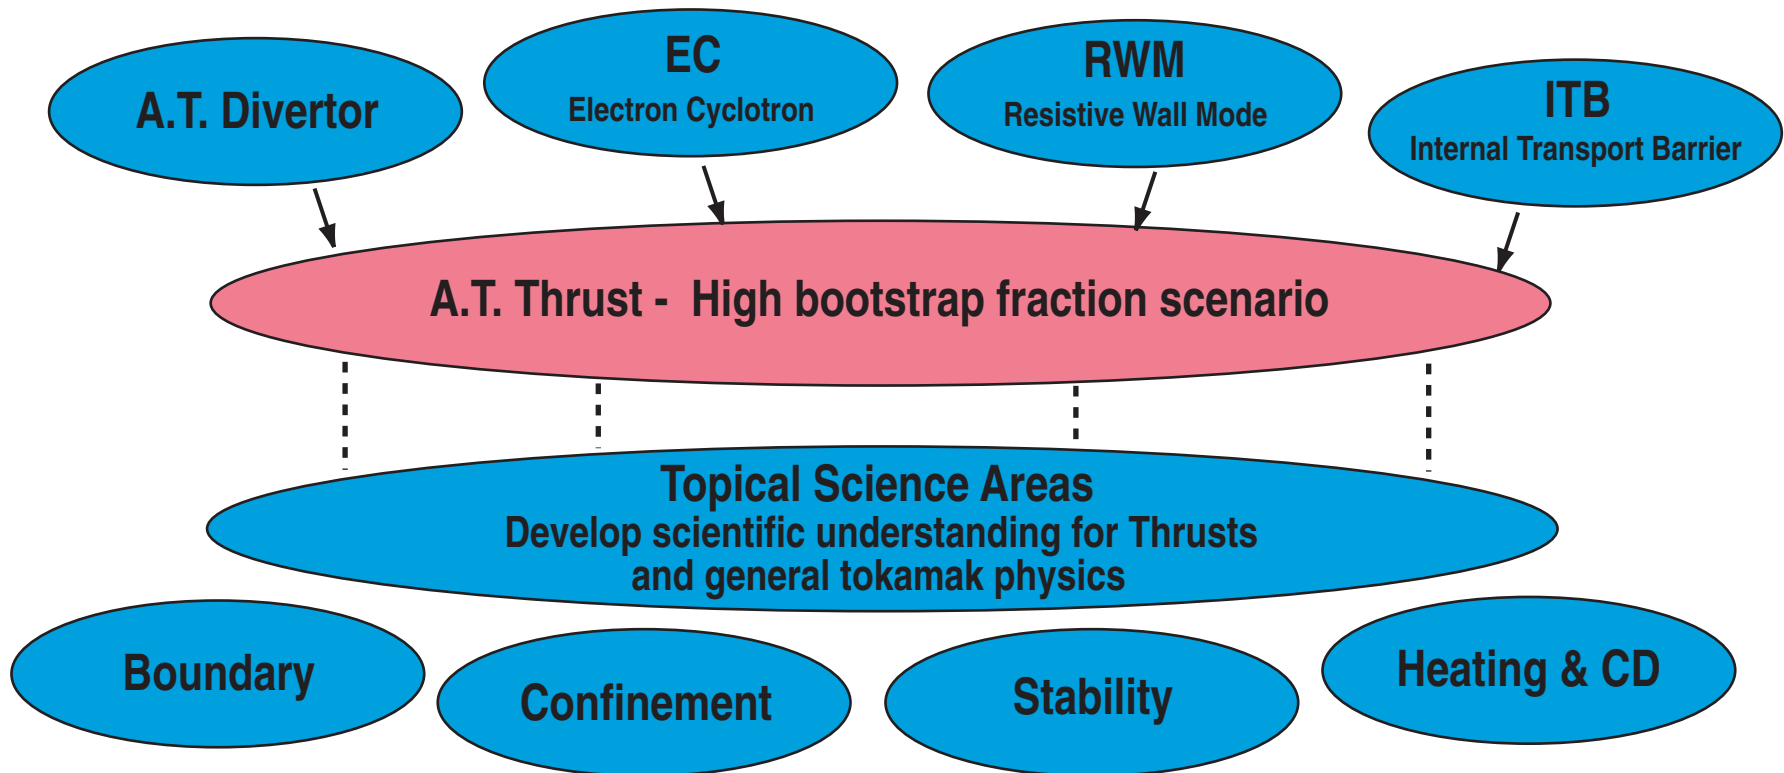 A.T. Divertor
EC
Electron Cyclotron
RWM
Resistive Wall Mode
ITB
Internal Transport Barrier
A.T. Thrust - High bootstrap fraction scenario
Topical Science Areas
Develop scientific understanding for Thrusts
and general tokamak physics
Boundary
Confinement
Stability
Heating & CD